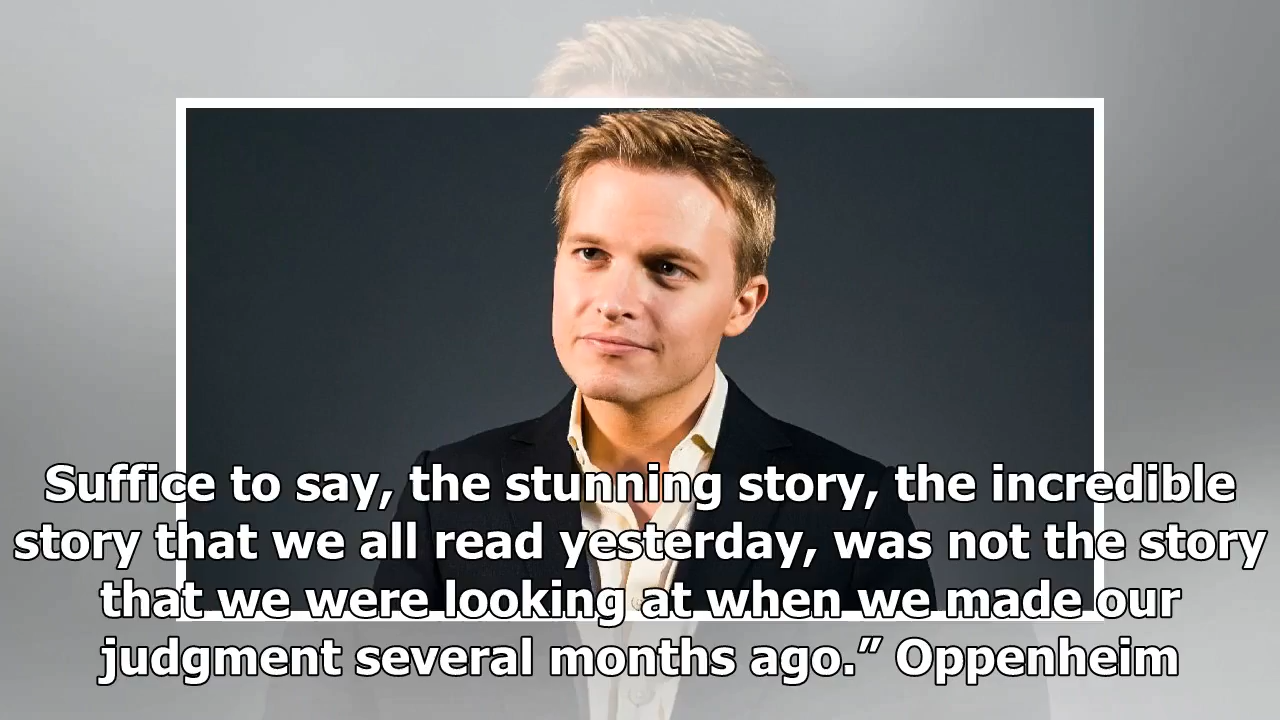 Suffice to say, the stunning story, the incredible
story that we all read yesterday, was not the story
that we were looking at when we made our
judgment several months ago.” Oppenheim